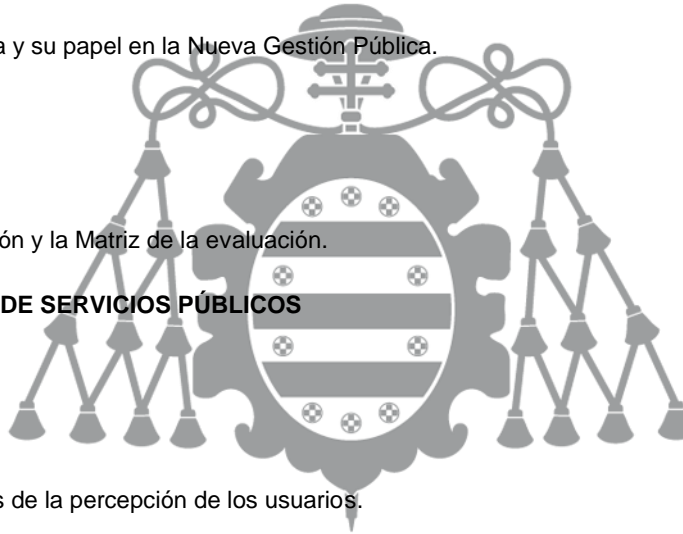 a y su papel en la Nueva Gestión Pública.
ón y la Matriz de la evaluación.
DE SERVICIOS PÚBLICOS
s de la percepción de los usuarios.